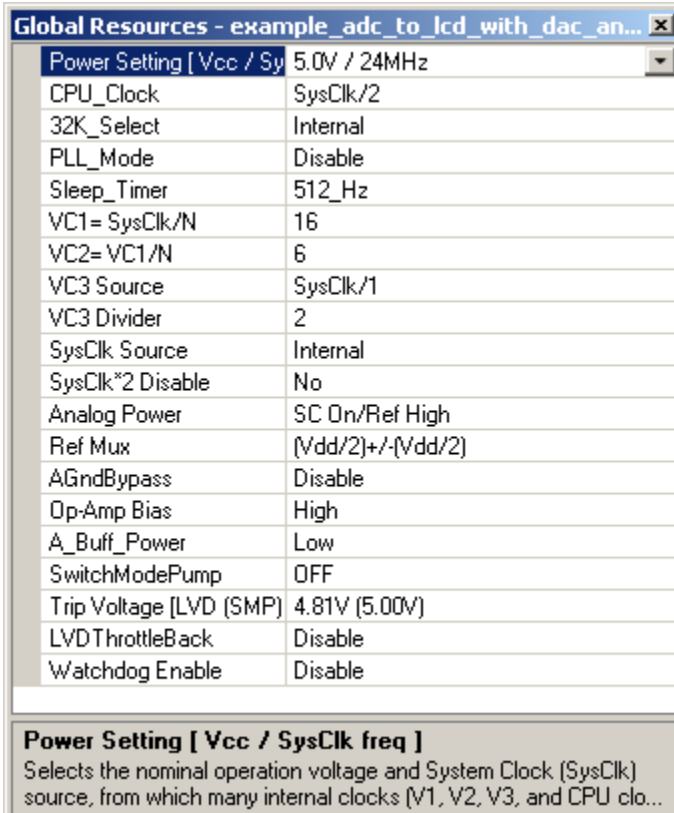 Global Resources - example_adc_to_lcd_with_dac_an...
Power Setting [ Vcc / Sy 5.0V / 24MHz
CPU_Clock SysClk/2
32K_Select Internal
PLL_Mode Disable
Sleep_Timer 512_Hz
VC1= SysClk/N 16
VC2= VC1/N 6
VC3 Source SysClk/1
VC3 Divider 2
SysClk Source Internal
SysClk*2 Disable No
Analog Power SC On/Ref High
Ref Mux (Vdd/2)+/-(Vdd/2)
AGndBypass Disable
Op-Amp Bias High
A_Buff_Power Low
SwitchModePump OFF
Trip Voltage [LVD (SMP) 4.81V (5.00V)
LVDThrottleBack Disable
Watchdog Enable Disable
Power Setting [ Vcc / SysClk freq ]
Selects the nominal operation voltage and System Clock (SysClk)
source, from which many internal clocks (V1, V2, V3, and CPU clo...